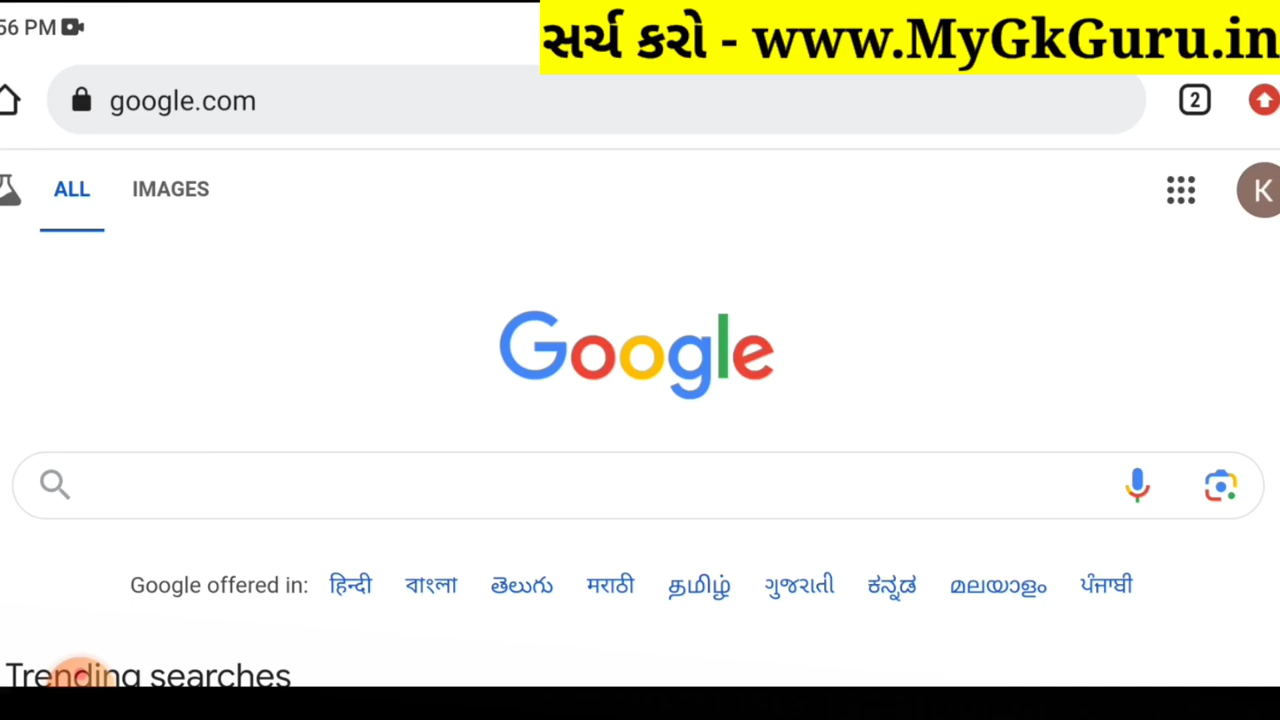 56 PM
સર્ચ કરો - www.MyGkGuru.in
google.com
2
ALL IMAGES
K
Google
Google offered in: हिन्दी বাংলা తెలుగు मराठी தமிழ் ગુજરાતી ಕನ್ನಡ മലയാളം ਪੰਜਾਬੀ
Trending searches